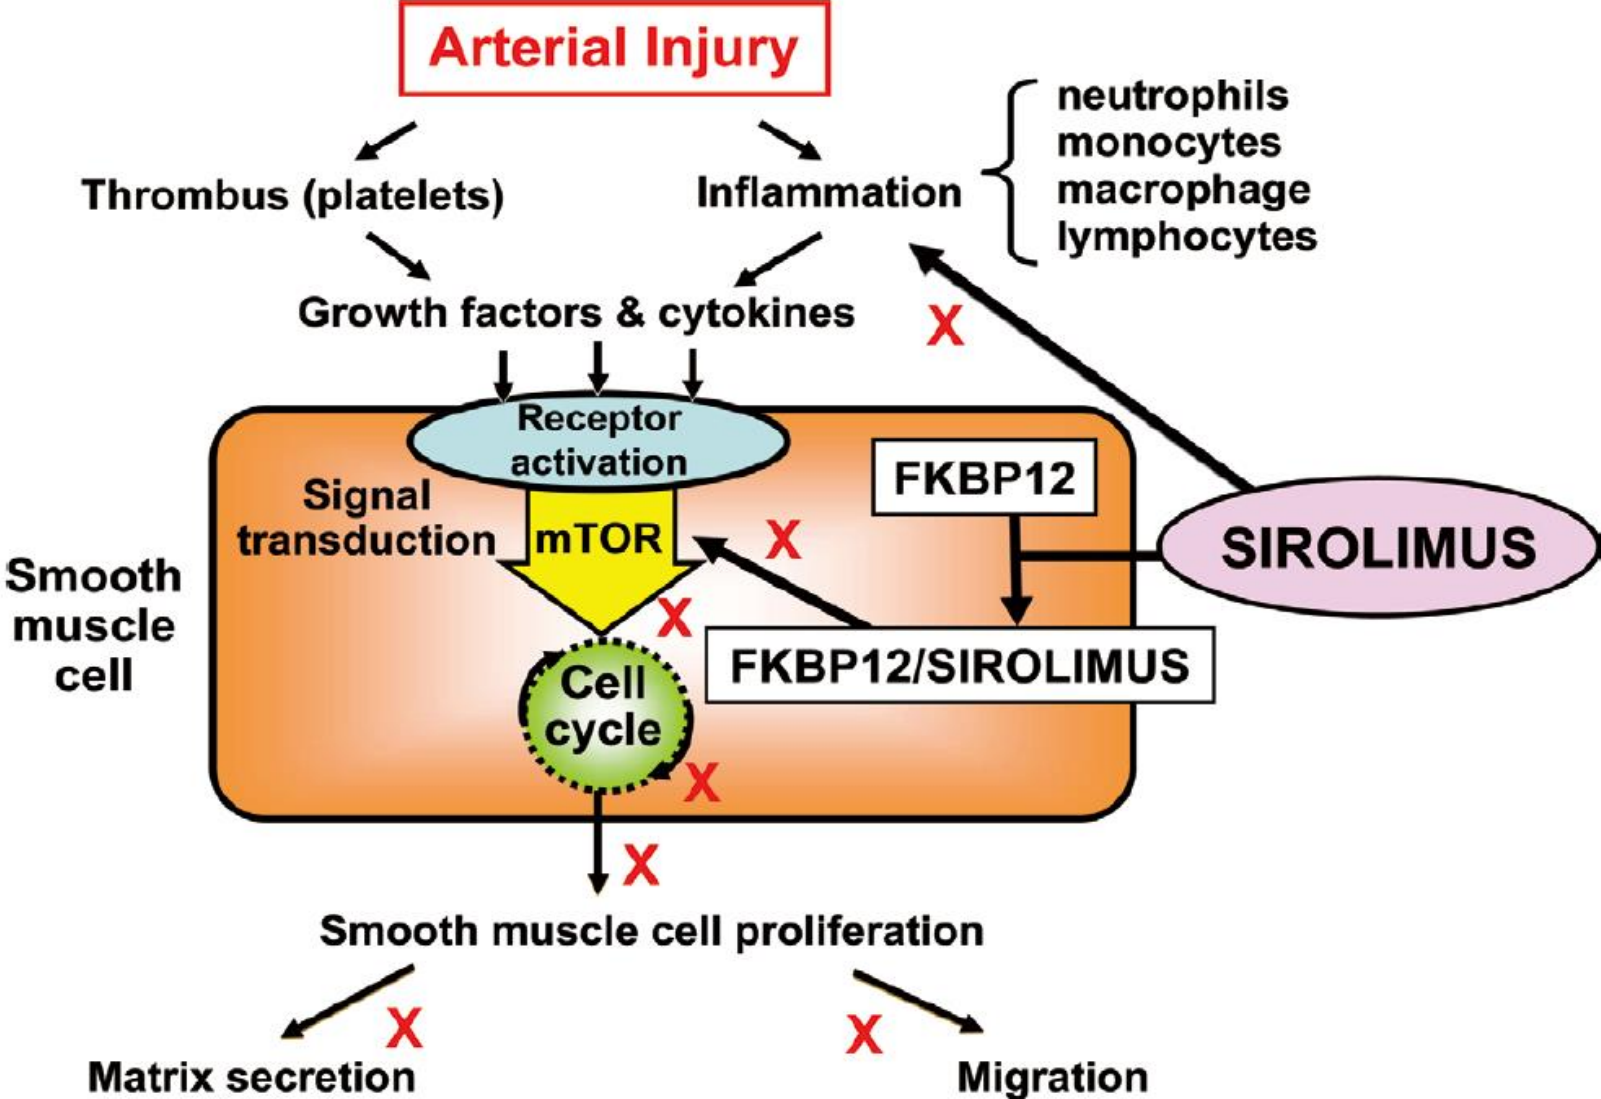 Arterial Injury
neutrophils
monocytes
macrophage
lymphocytes
Thrombus (platelets)
Inflammation
X
Growth factors & cytokines
Receptor
activation
Signal
transduction
mTOR
X
X
FKBP12
SIROLIMUS
Smooth
muscle
cell
FKBP12/SIROLIMUS
Cell
cycle
X
X
Smooth muscle cell proliferation
X
X
Matrix secretion
Migration